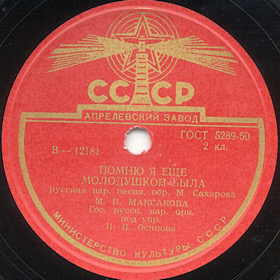 СССР
АПРЕЛЕВСКИЙ ЗАВОД
ГОСТ 5289-50
В—12181
2 кл.
ПОМНЮ Я ЕЩЕ
МОЛОДУШКОЙ БЫЛА
русская нар. песня, обр. М. Сахарова
М. П. МАКСАКОВА
Гос. русск. нар. орк.
под упр.
Н. П. Осипова
МИНИСТЕРСТВО КУЛЬТУРЫ СССР